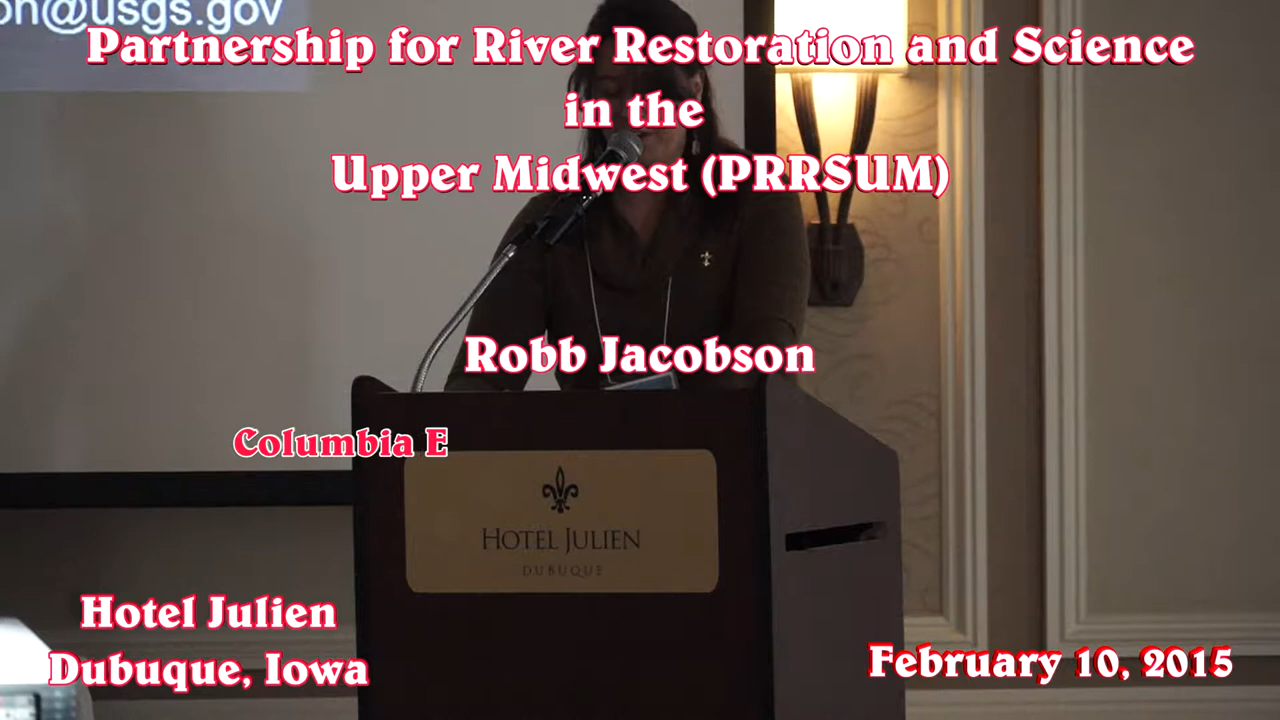 on@usgs.gov
Partnership for River Restoration and Science
in the
Upper Midwest (PRRSUM)
Robb Jacobson
Columbia E
HOTEL JULIEN
DUBUQUE
Hotel Julien
Dubuque, Iowa
February 10, 2015